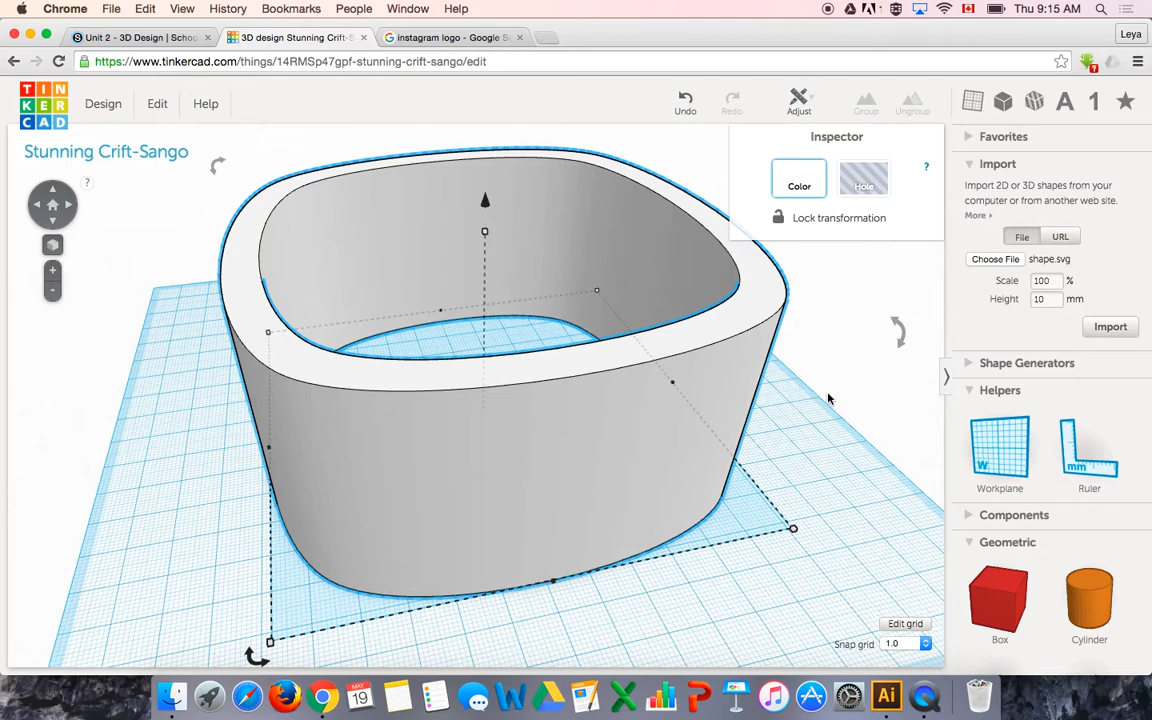 Chrome File Edit View History Bookmarks People Window Help Thu 9:15 AM
Unit 2 - 3D Design | Schoo
3D design Stunning Crift-S
instagram logo - Google S
Leya
https://www.tinkercad.com/things/14RMSp47gpf-stunning-crift-sango/edit
TIN
KER
CAD
Design Edit Help
Undo Redo Adjust Group Ungroup
Stunning Crift-Sango
?
Inspector
Color
Hole
?
Lock transformation
Favorites
Import
Import 2D or 3D shapes from your
computer or from another web site.
More
File URL
Choose File shape.svg
Scale 100 %
Height 10 mm
Import
Shape Generators
Helpers
W
mm
Workplane Ruler
Components
Geometric
Box Cylinder
Edit grid
Snap grid 1.0
MAY
19
Ai